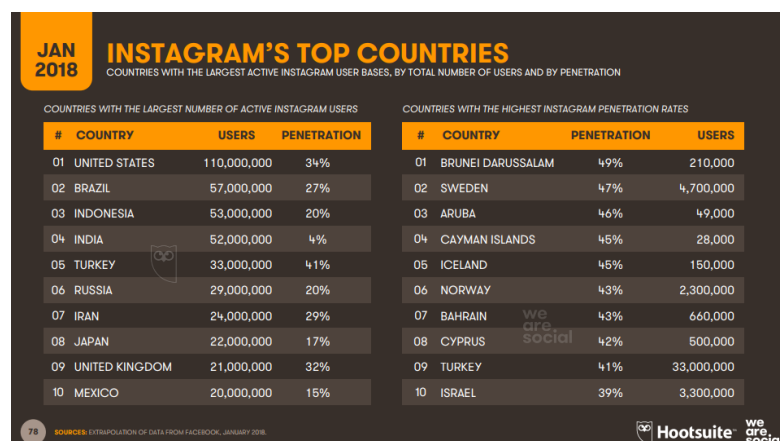 JAN
2018
INSTAGRAM'S TOP COUNTRIES
COUNTRIES WITH THE LARGEST ACTIVE INSTAGRAM USER BASES, BY TOTAL NUMBER OF USERS AND BY PENETRATION
COUNTRIES WITH THE LARGEST NUMBER OF ACTIVE INSTAGRAM USERS
# COUNTRY USERS PENETRATION
01 UNITED STATES 110,000,000 34%
02 BRAZIL 57,000,000 27%
03 INDONESIA 53,000,000 20%
04 INDIA 52,000,000 4%
05 TURKEY 33,000,000 41%
06 RUSSIA 29,000,000 20%
07 IRAN 24,000,000 29%
08 JAPAN 22,000,000 17%
09 UNITED KINGDOM 21,000,000 32%
10 MEXICO 20,000,000 15%
COUNTRIES WITH THE HIGHEST INSTAGRAM PENETRATION RATES
# COUNTRY PENETRATION USERS
01 BRUNEI DARUSSALAM 49% 210,000
02 SWEDEN 47% 4,700,000
03 ARUBA 46% 49,000
04 CAYMAN ISLANDS 45% 28,000
05 ICELAND 45% 150,000
06 NORWAY 43% 2,300,000
07 BAHRAIN 43% 660,000
08 CYPRUS 42% 500,000
09 TURKEY 41% 33,000,000
10 ISRAEL 39% 3,300,000
we
are
social
78 SOURCES: EXTRAPOLATION OF DATA FROM FACEBOOK, JANUARY 2018.
Hootsuite™
we
are
social